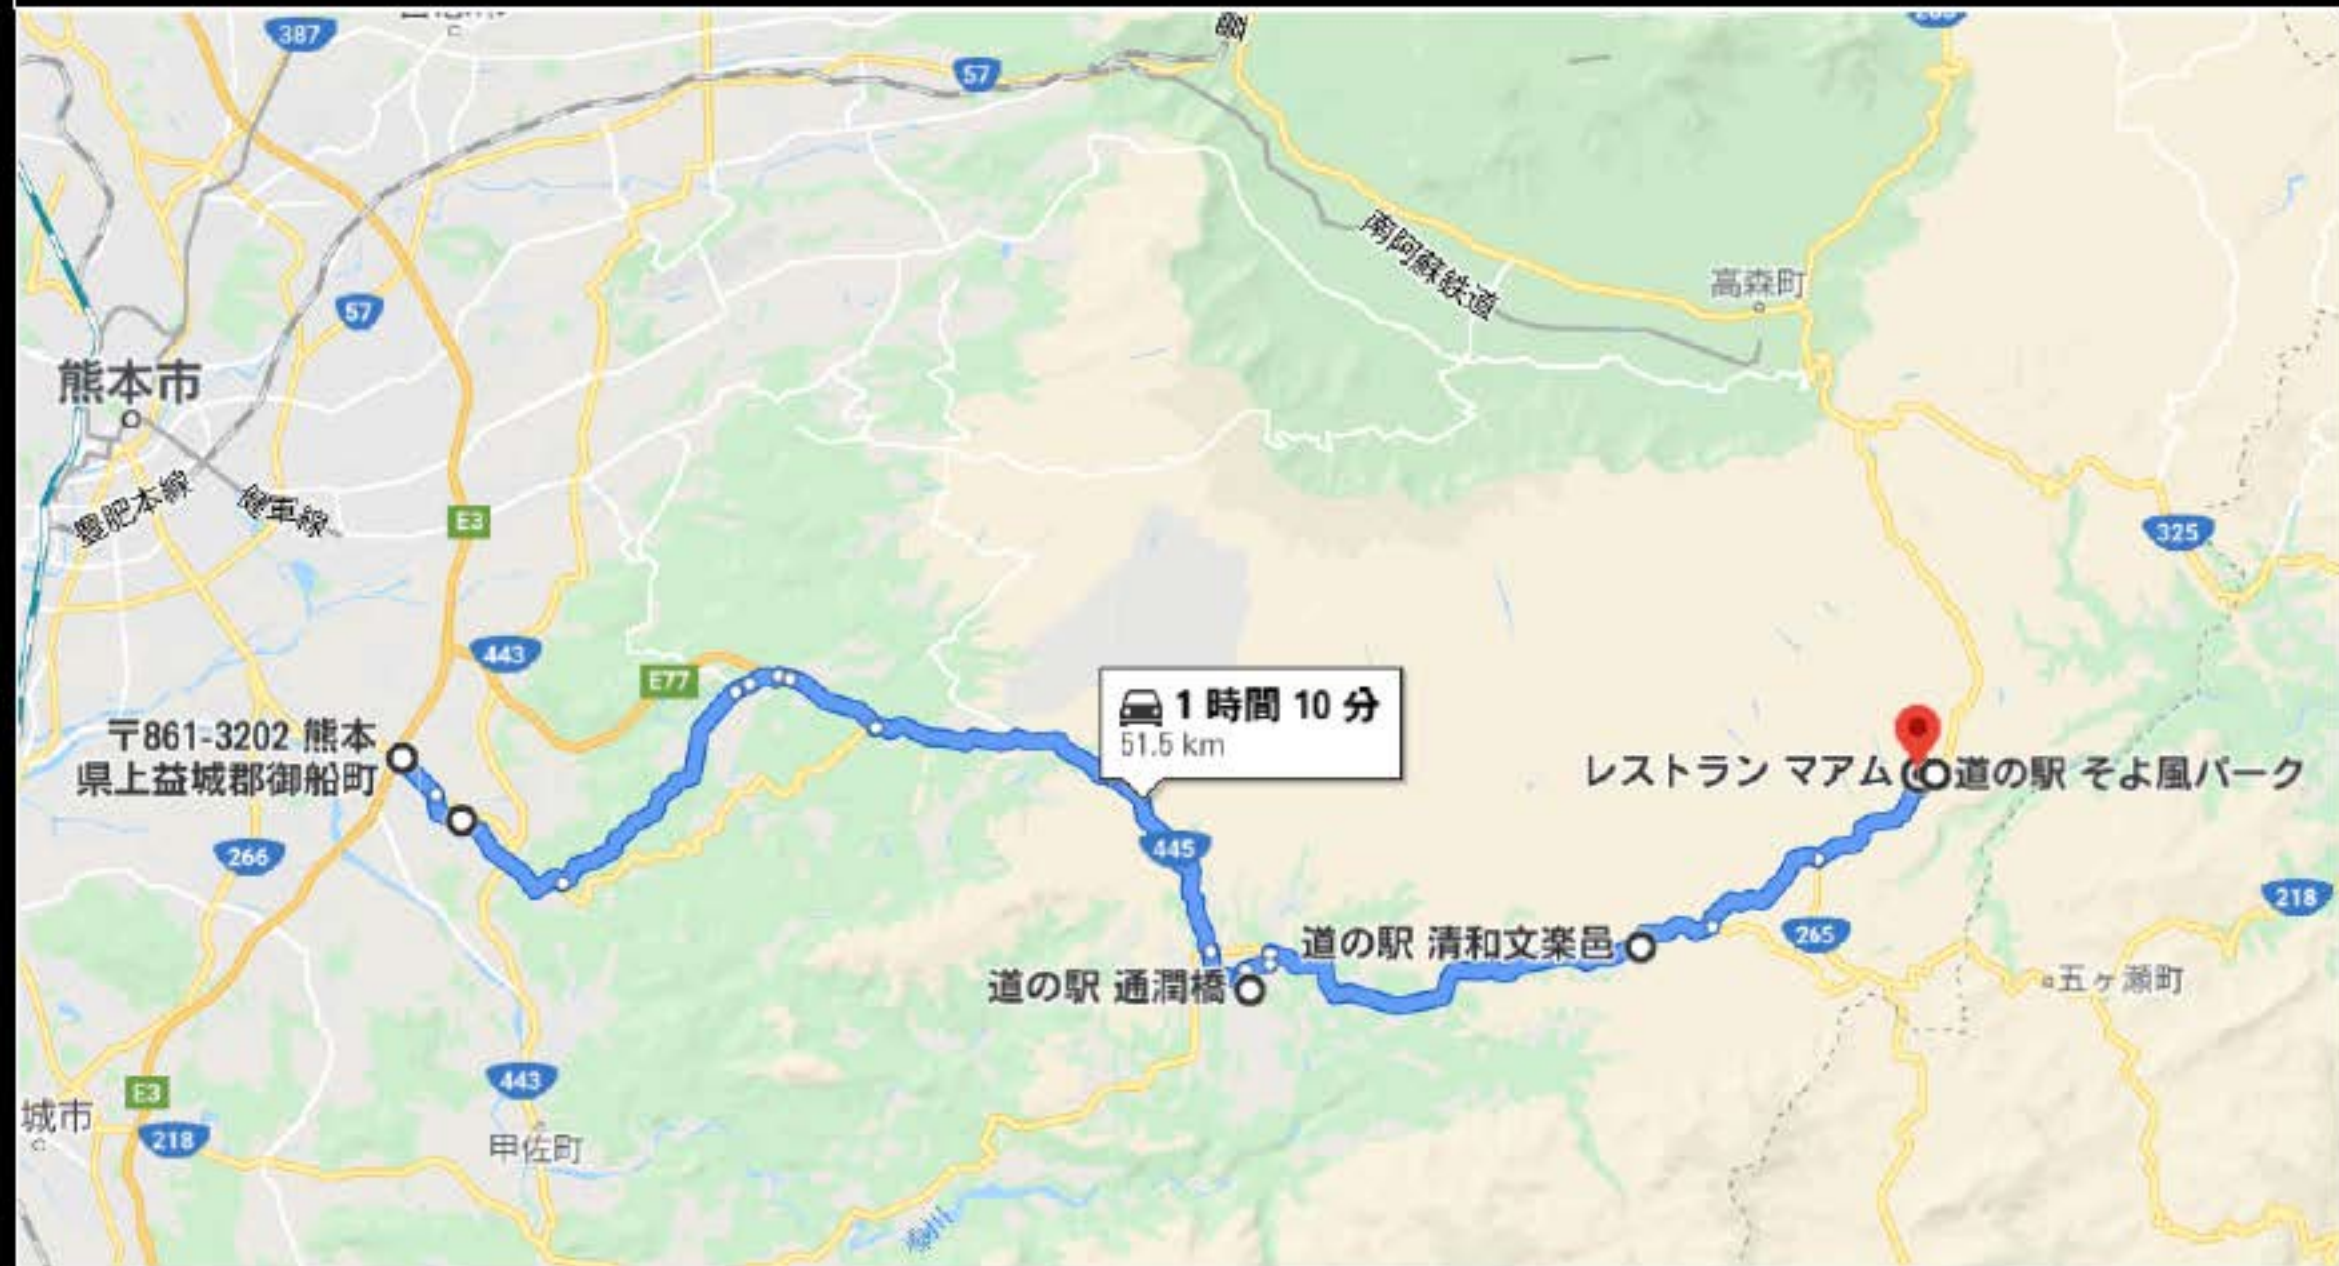 387
57
57
南阿蘇鉄道
高森町
熊本市
豊肥本線
健軍線
E3
325
443
E77
1 時間 10 分
51.5 km
〒861-3202 熊本
県上益城郡御船町
レストラン マアム
道の駅 そよ風パーク
266
445
218
道の駅 清和文楽邑
265
道の駅 通潤橋
五ヶ瀬町
443
E3
城市
218
甲佐町